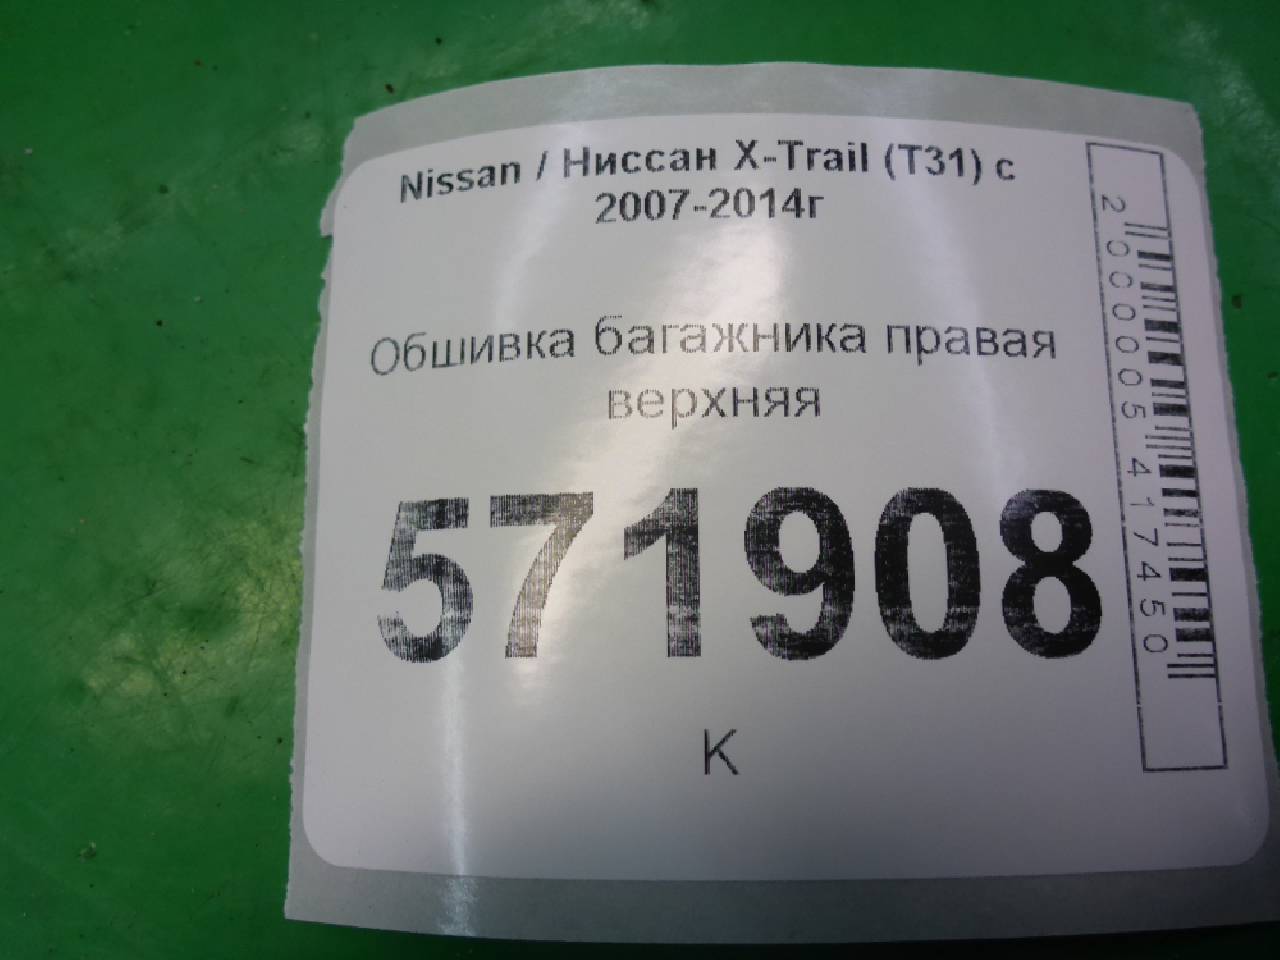 Nissan / Ниссан X-Trail (T31) с
2007-2014г
Обшивка багажника правая
верхняя
571908
К
2000005417450